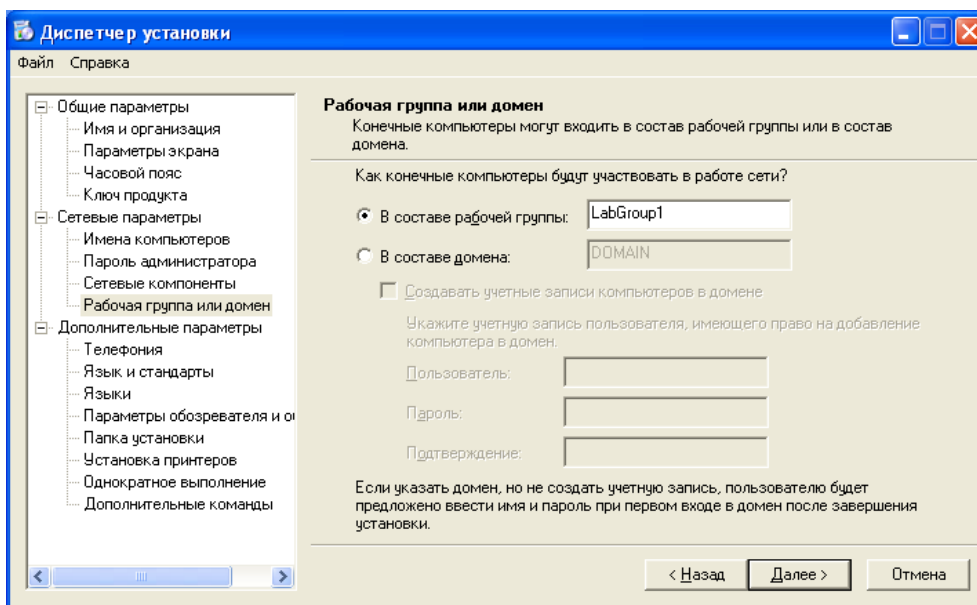 Диспетчер установки
Файл Справка
Общие параметры
Имя и организация
Параметры экрана
Часовой пояс
Ключ продукта
Сетевые параметры
Имена компьютеров
Пароль администратора
Сетевые компоненты
Рабочая группа или домен
Дополнительные параметры
Телефония
Язык и стандарты
Языки
Параметры обозревателя и о
Папка установки
Установка принтеров
Однократное выполнение
Дополнительные команды
Рабочая группа или домен
Конечные компьютеры могут входить в состав рабочей группы или в состав
домена.
Как конечные компьютеры будут участвовать в работе сети?
В составе рабочей группы: LabGroup1
В составе домена: DOMAIN
Создавать учетные записи компьютеров в домене
Укажите учетную запись пользователя, имеющего право на добавление
компьютера в домен.
Пользователь:
Пароль:
Подтверждение:
Если указать домен, но не создать учетную запись, пользователю будет
предложено ввести имя и пароль при первом входе в домен после завершения
установки.
< Назад Далее > Отмена